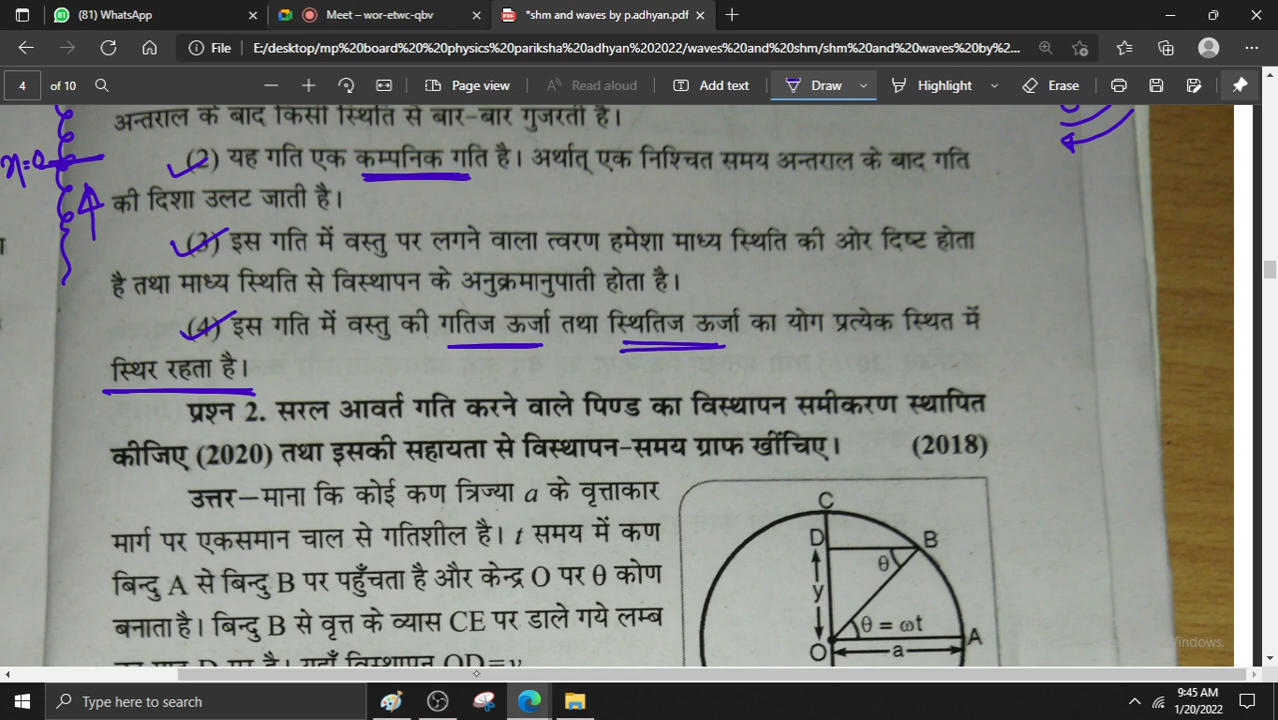 (81) WhatsApp
Meet – wor-etwc-qbv
*shm and waves by p.adhyan.pdf
File E:/desktop/mp%20board%20%20physics%20pariksha%20adhyan%202022/waves%20and%20shm/shm%20and%20waves%20by%2...
4 of 10 Page view Read aloud Add text Draw Highlight Erase
अन्तराल के बाद किसी स्थिति से बार-बार गुजरती है।
(2) यह गति एक कम्पनिक गति है। अर्थात् एक निश्चित समय अन्तराल के बाद गति
की दिशा उलट जाती है।
(3) इस गति में वस्तु पर लगने वाला त्वरण हमेशा माध्य स्थिति की ओर दिष्ट होता
है तथा माध्य स्थिति से विस्थापन के अनुक्रमानुपाती होता है।
(4) इस गति में वस्तु की गतिज ऊर्जा तथा स्थितिज ऊर्जा का योग प्रत्येक स्थित में
स्थिर रहता है।
प्रश्न 2. सरल आवर्त गति करने वाले पिण्ड का विस्थापन समीकरण स्थापित
कीजिए (2020) तथा इसकी सहायता से विस्थापन-समय ग्राफ खींचिए। (2018)
उत्तर–माना कि कोई कण त्रिज्या a के वृत्ताकार
मार्ग पर एकसमान चाल से गतिशील है। t समय में कण
बिन्दु A से बिन्दु B पर पहुँचता है और केन्द्र O पर θ कोण
बनाता है। बिन्दु B से वृत्त के व्यास CE पर डाले गये लम्ब
D पर है। यहाँ विस्थापन OD = y
C
D
B
θ
y
θ = ωt
O
a
A
indows.
Type here to search
9:45 AM
1/20/2022